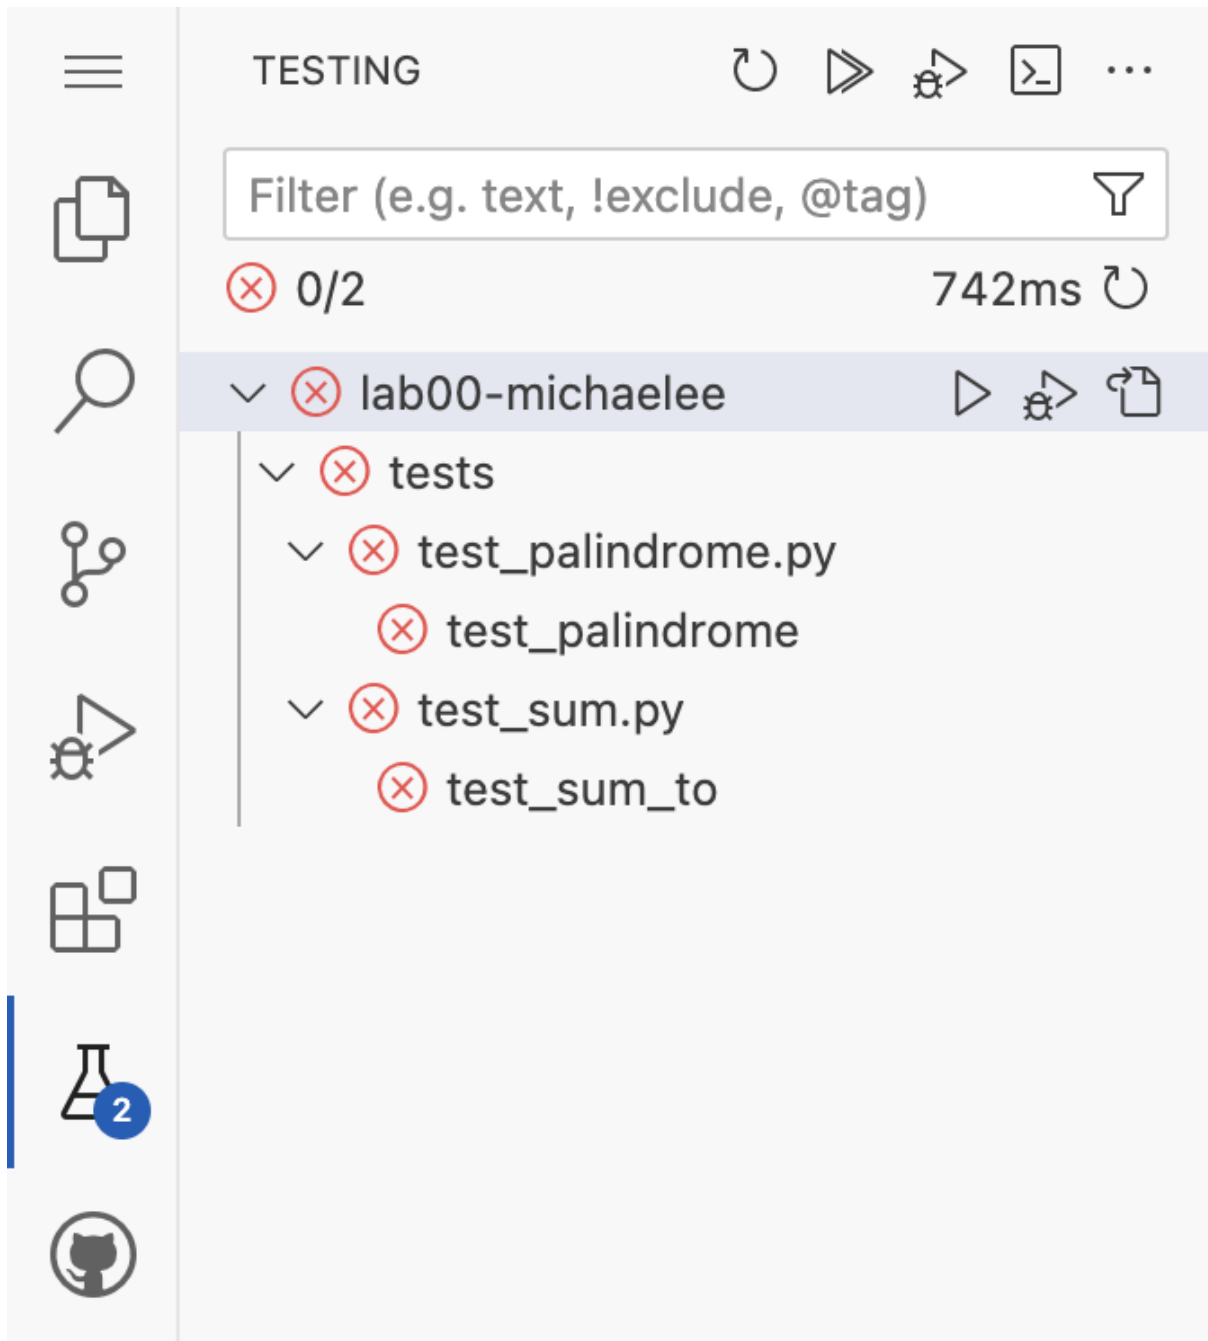 TESTING
Filter (e.g. text, !exclude, @tag)
0/2 742ms
lab00-michaelee
tests
test_palindrome.py
test_palindrome
test_sum.py
test_sum_to
2